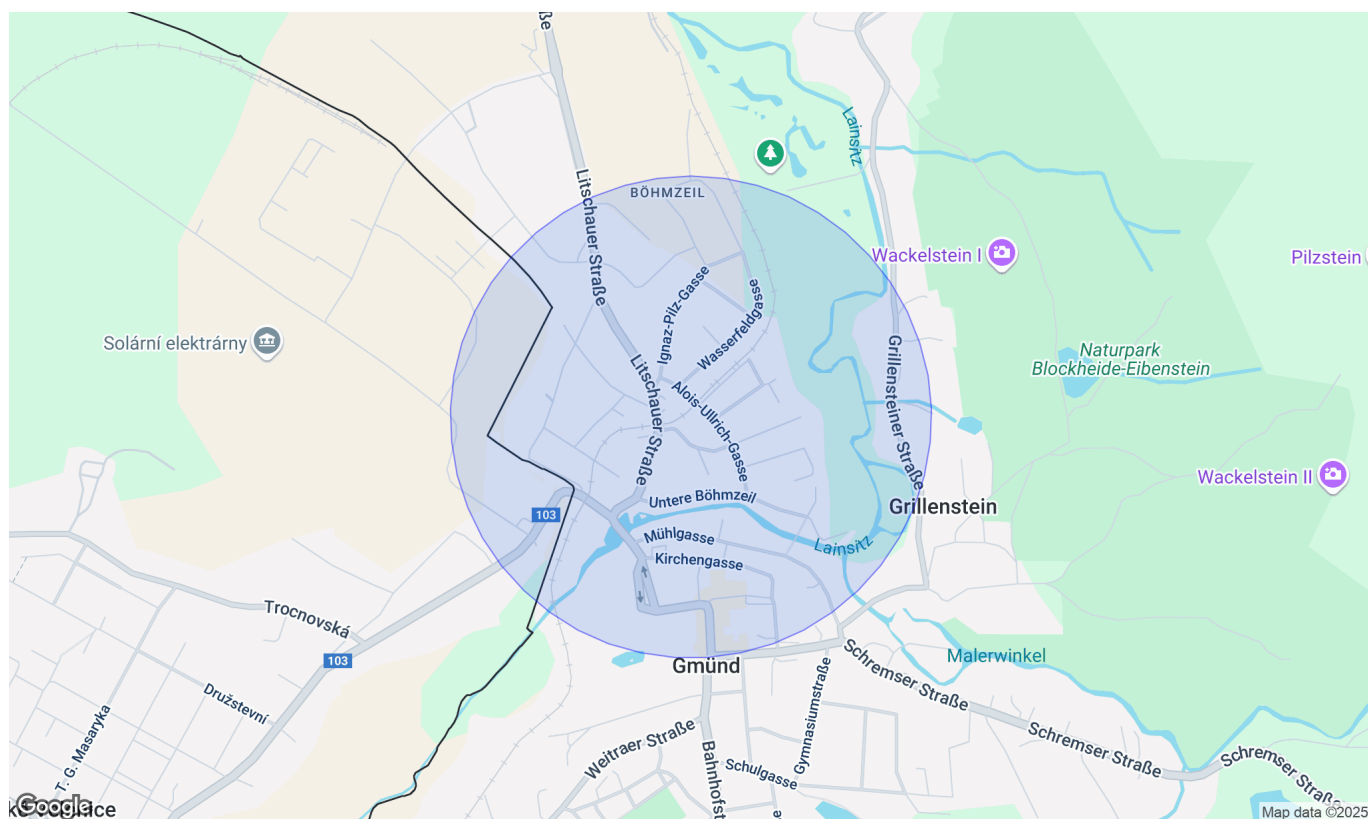 ße
Lainsitz
BÖHMZEIL
Litschauer Straße
Wackelstein I
Pilzstein
Ignaz-Pilz-Gasse
Wasserfeldgasse
Solární elektrárny
Naturpark
Blockheide-Eibenstein
Litschauer Straße
Alois-Ullrich-Gasse
Grillensteiner Straße
Wackelstein II
Untere Böhmzeil
Grillenstein
103
Mühlgasse
Lainsitz
Kirchengasse
Trocnovská
103
Gmünd
Malerwinkel
Schremser Straße
Družstevní
Gymnasiumstraße
T. G. Masaryka
Weitraer Straße
Bahnhofst
Schulgasse
Schremser Straße
Schremser Straße
Google
Map data ©2025